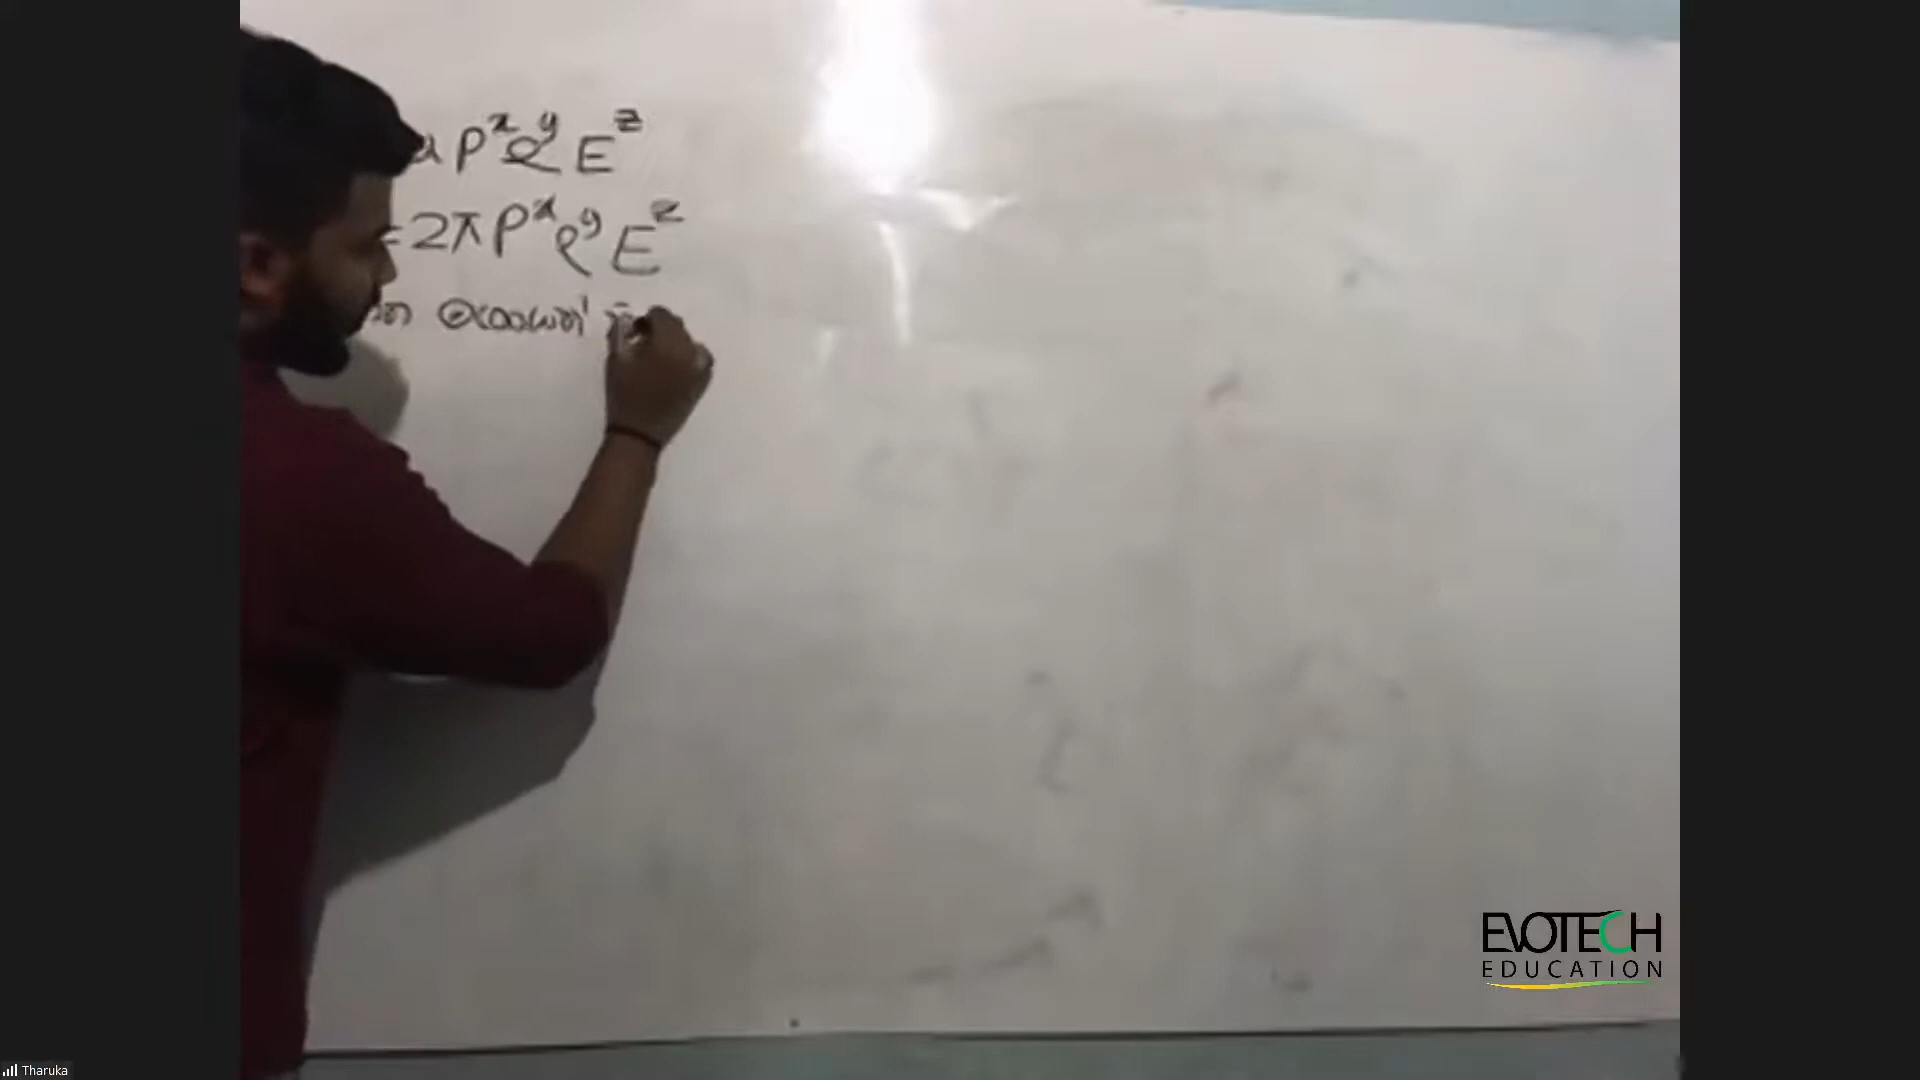 α P^x ρ^y E^z
= 2π P^x ρ^y E^z
EVOTECH
EDUCATION
Tharuka